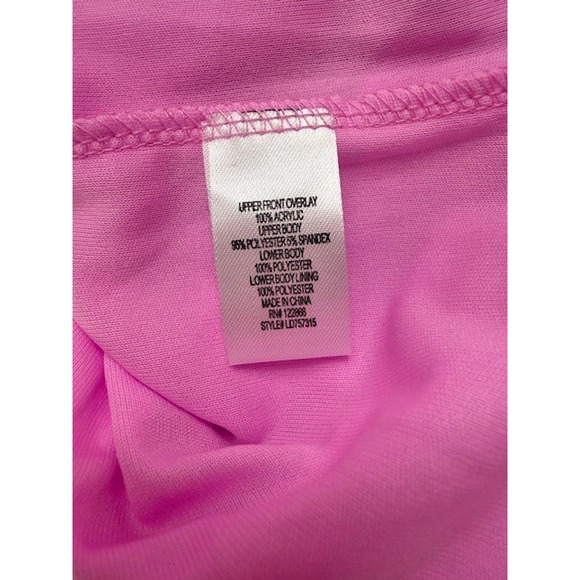 UPPER FRONT OVERLAY
100% ACRYLIC
UPPER BODY
95% POLYESTER 5% SPANDEX
LOWER BODY
100% POLYESTER
LOWER BODY LINING
100% POLYESTER
MADE IN CHINA
RN# 122866
STYLE# LID757315